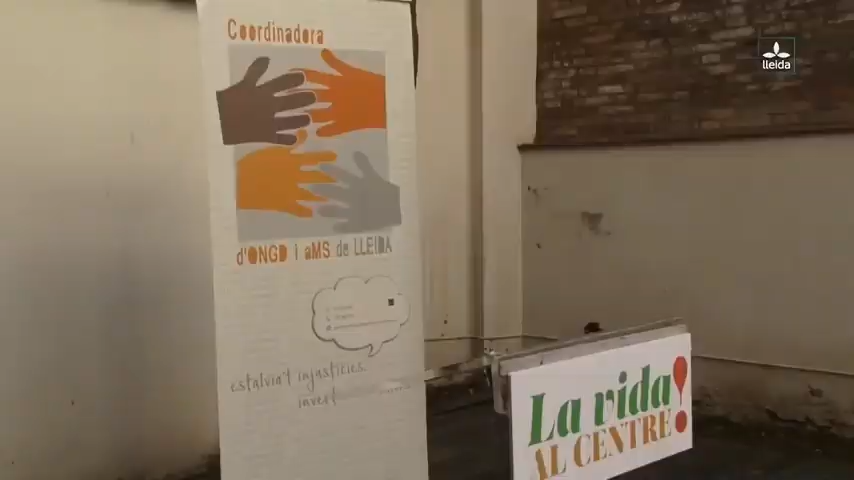 Coordinadora
d'ONGD i aMS de LLEIDA
estalvia't injustícies.
La vida!
AL CENTRE
lleida